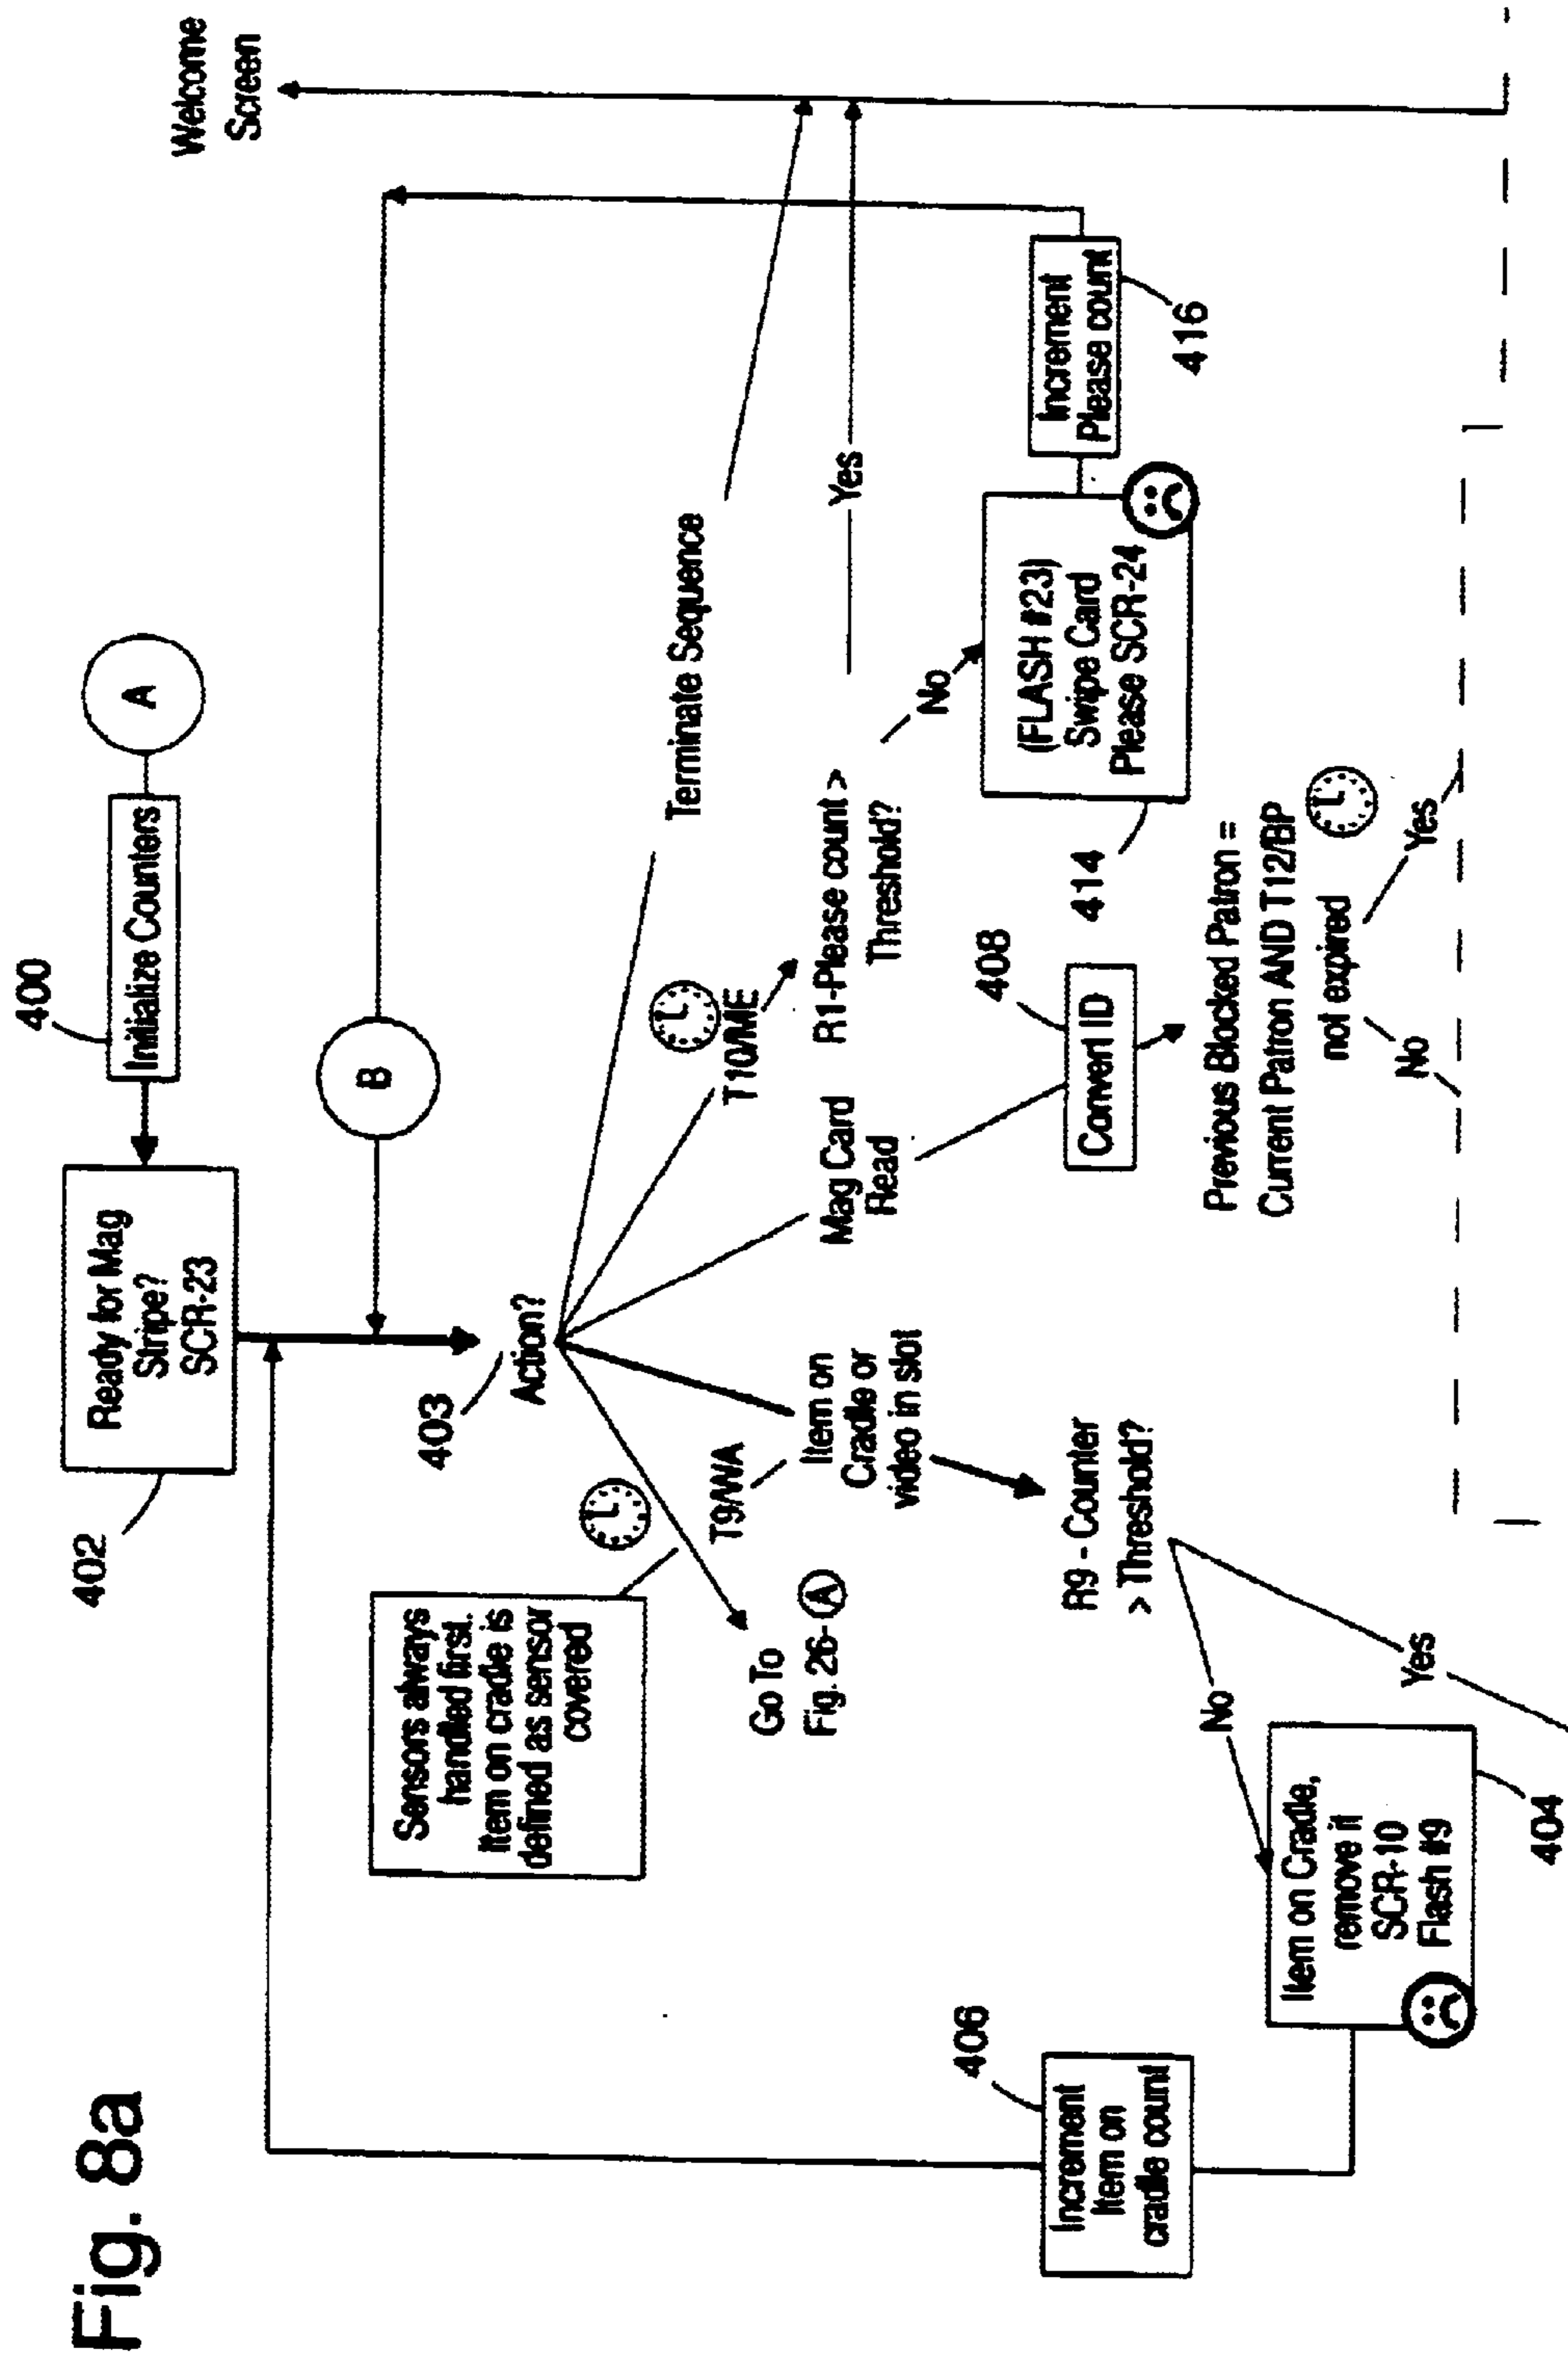 Fig. 8a
402
Ready for Mag
Stripe?
SCR-23
400
Initialize Counters
A
Welcome
Screen
B
403
Action?
Sensors always
handled first.
Item on cradle is
defined as sensor
covered
T9/WA
Go To
Fig. 26-A
Item on
Cradle or
video in slot
Mag Card
Read
T10/ME
Terminate Sequence
R1-Please count >
Threshold?
Yes
No
(FLASH #23)
Swipe Card
Please SCR-24
414
Increment
Please count
416
408
Convert ID
Previous Blocked Patron =
Current Patron AND T12/BP
not expired
No
Yes
R9 - Counter
> Threshold?
No
Yes
406
Increment
Item on
cradle count
Item on Cradle,
remove it
SCR-10
Flash #9
404